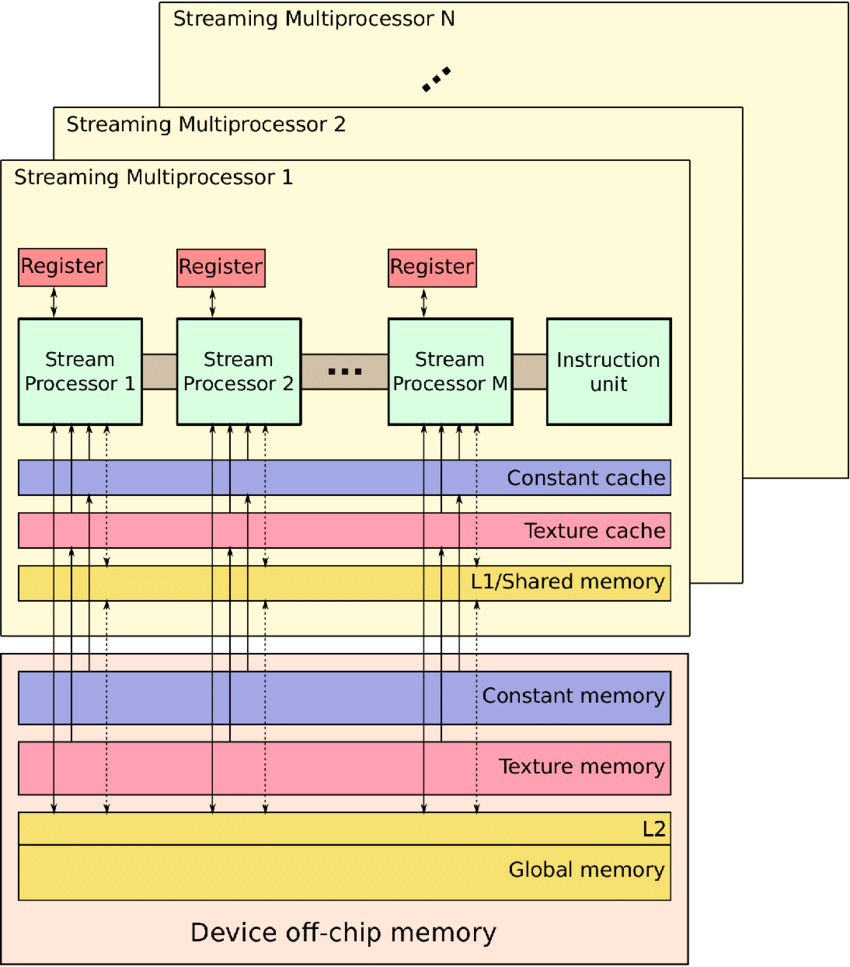 Streaming Multiprocessor N
Streaming Multiprocessor 2
Streaming Multiprocessor 1
Register
Register
Register
Stream
Processor 1
Stream
Processor 2
Stream
Processor M
Instruction
unit
Constant cache
Texture cache
L1/Shared memory
Constant memory
Texture memory
L2
Global memory
Device off-chip memory